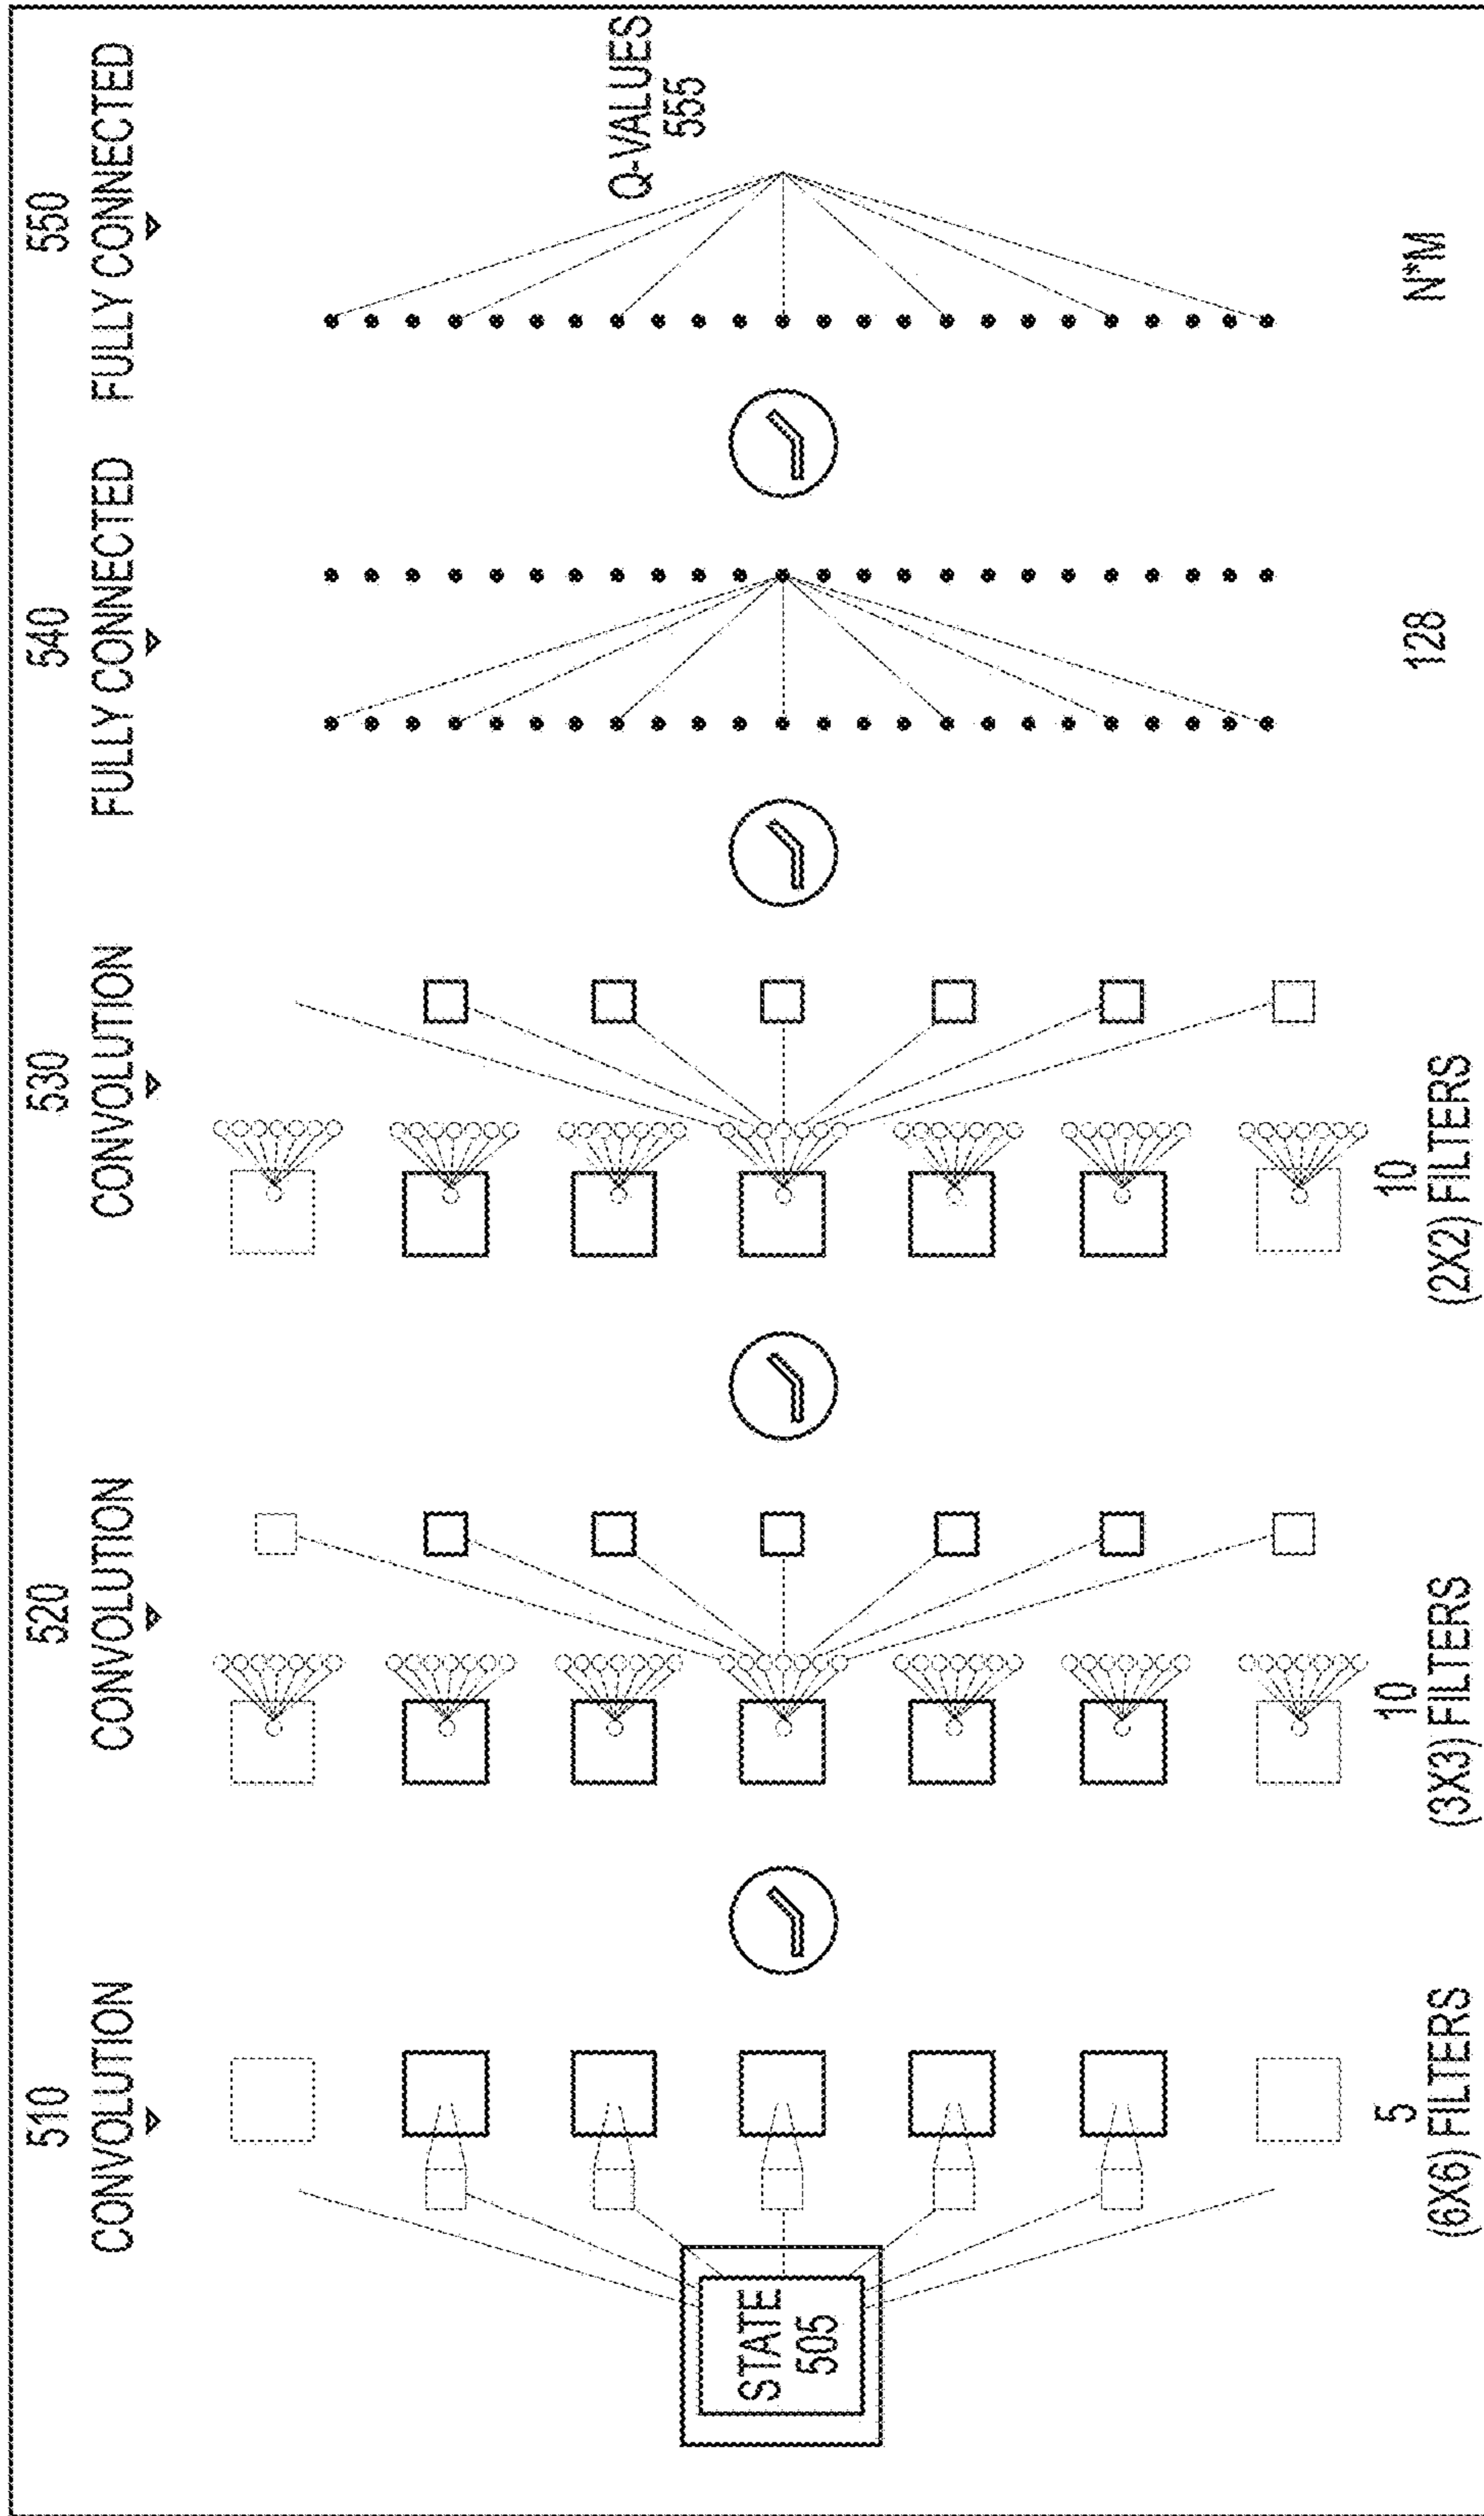 510
CONVOLUTION
520
CONVOLUTION
530
CONVOLUTION
540
FULLY CONNECTED
550
FULLY CONNECTED
STATE
505
Q-VALUES
555
5
(6X6) FILTERS
10
(3X3) FILTERS
10
(2X2) FILTERS
128
N*M